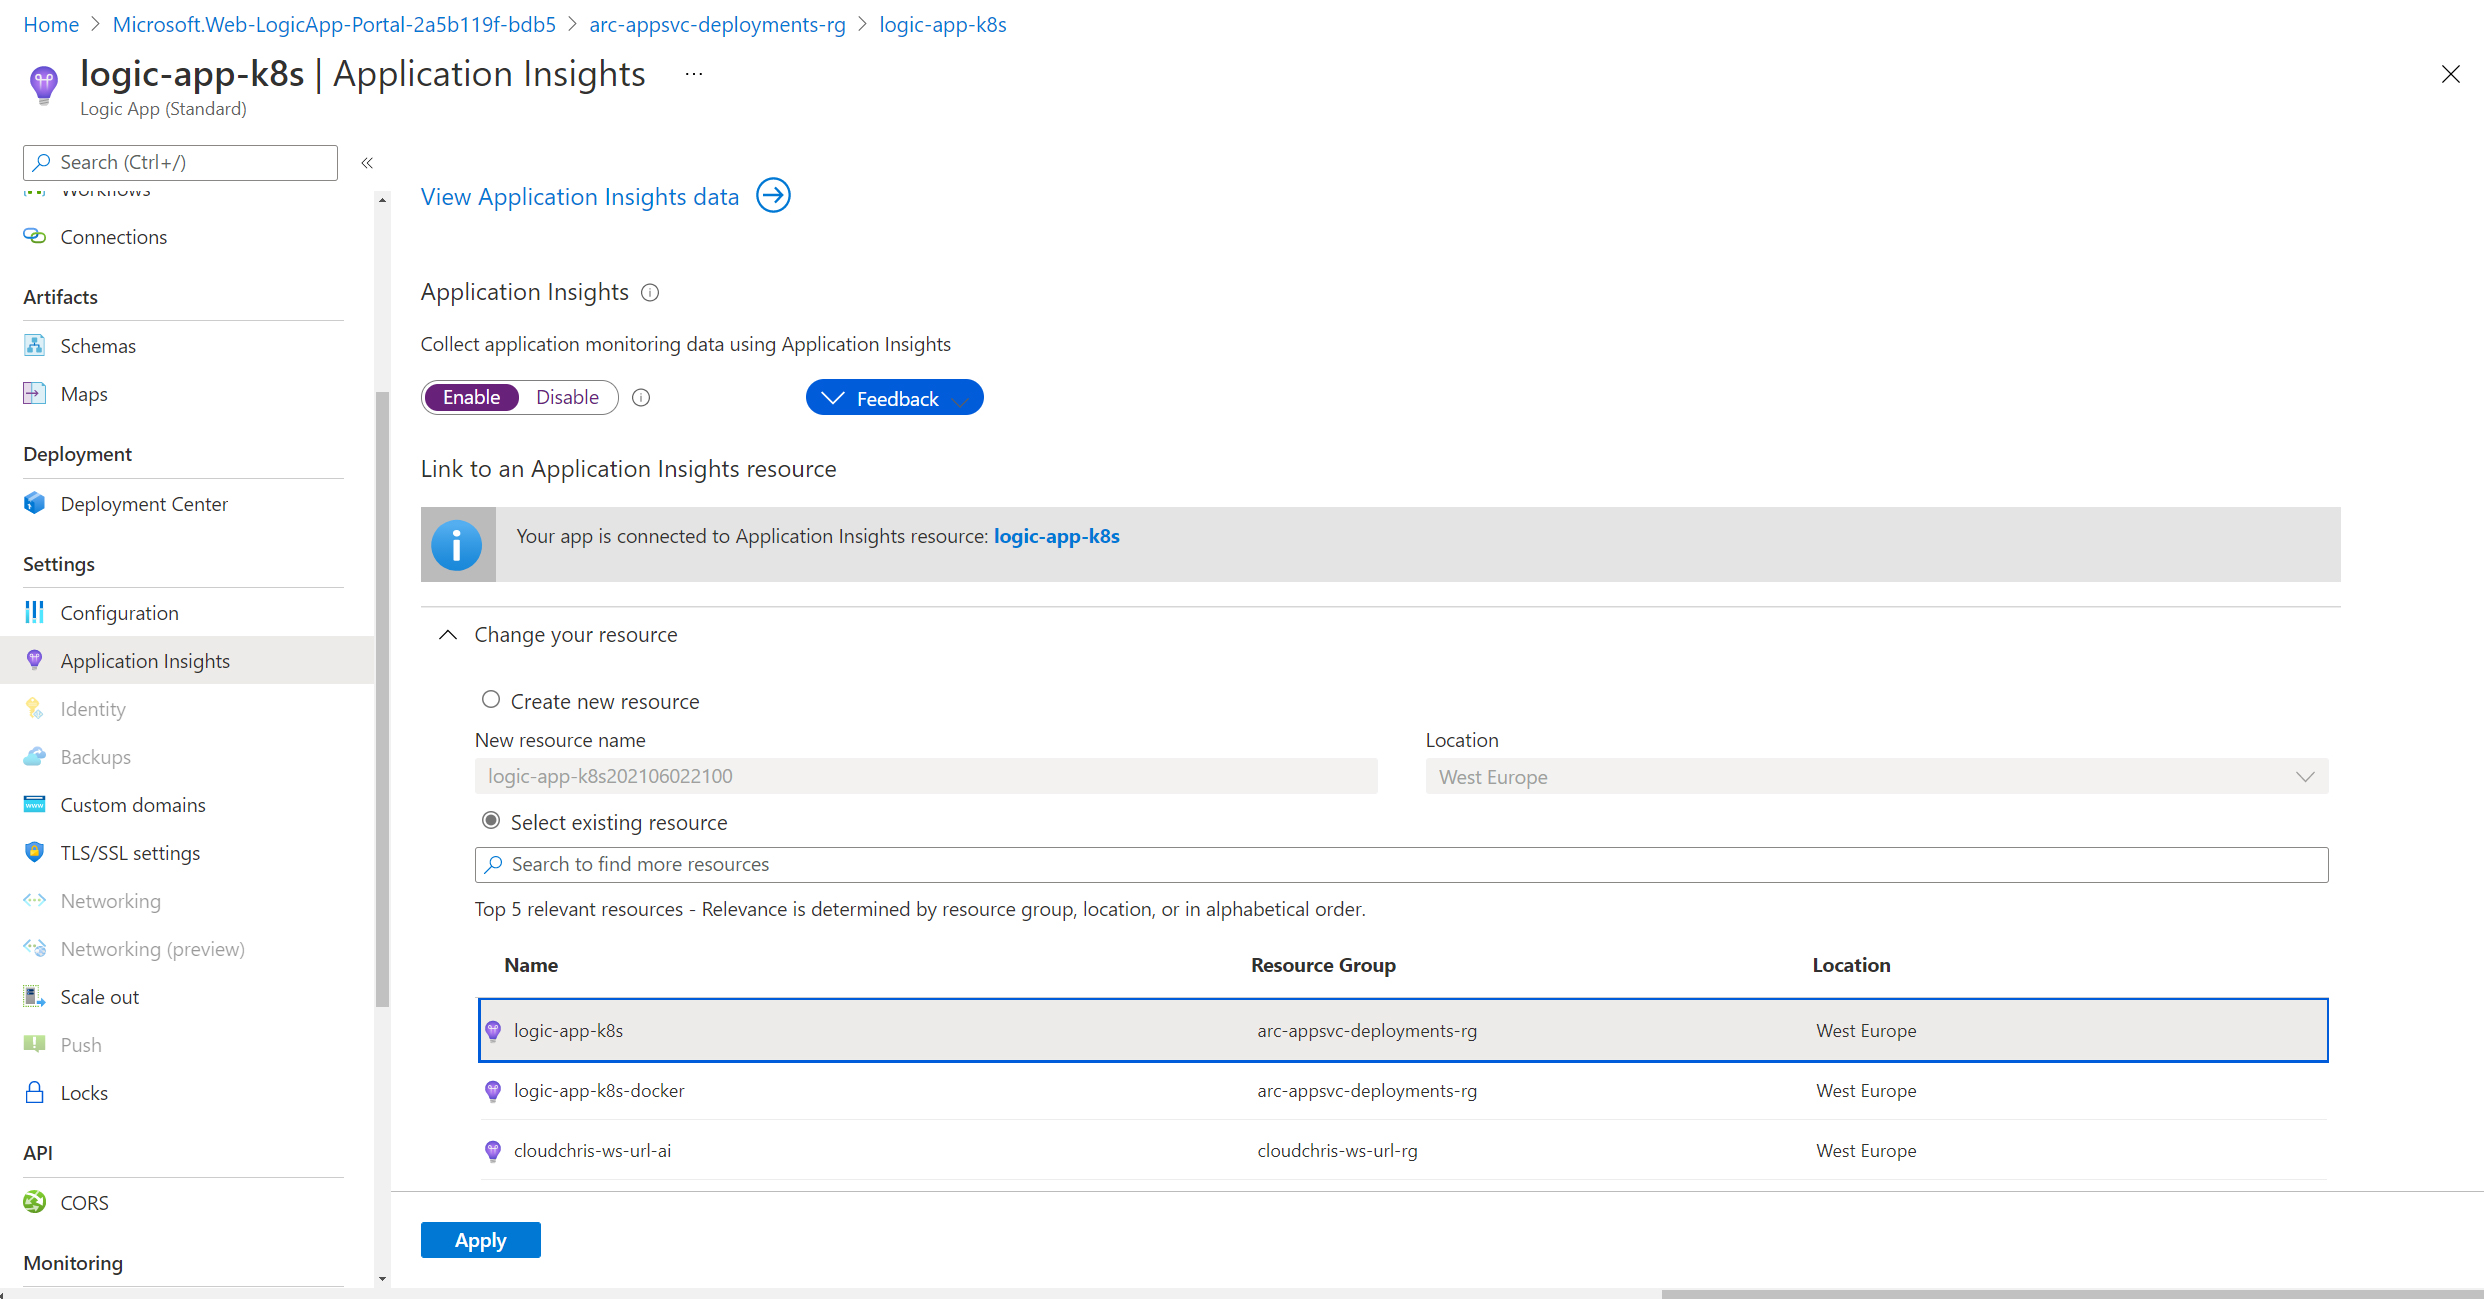 Home > Microsoft.Web-LogicApp-Portal-2a5b119f-bdb5 > arc-appsvc-deployments-rg > logic-app-k8s
logic-app-k8s | Application Insights ...
Logic App (Standard)
Search (Ctrl+/)
«
Workflows
Connections
Artifacts
Schemas
Maps
Deployment
Deployment Center
Settings
Configuration
Application Insights
Identity
Backups
Custom domains
TLS/SSL settings
Networking
Networking (preview)
Scale out
Push
Locks
API
CORS
Monitoring
View Application Insights data
Application Insights
Collect application monitoring data using Application Insights
Enable Disable
Feedback
Link to an Application Insights resource
Your app is connected to Application Insights resource: logic-app-k8s
Change your resource
Create new resource
New resource name Location
logic-app-k8s202106022100 West Europe
Select existing resource
Search to find more resources
Top 5 relevant resources - Relevance is determined by resource group, location, or in alphabetical order.
Name Resource Group Location
logic-app-k8s arc-appsvc-deployments-rg West Europe
logic-app-k8s-docker arc-appsvc-deployments-rg West Europe
cloudchris-ws-url-ai cloudchris-ws-url-rg West Europe
Apply